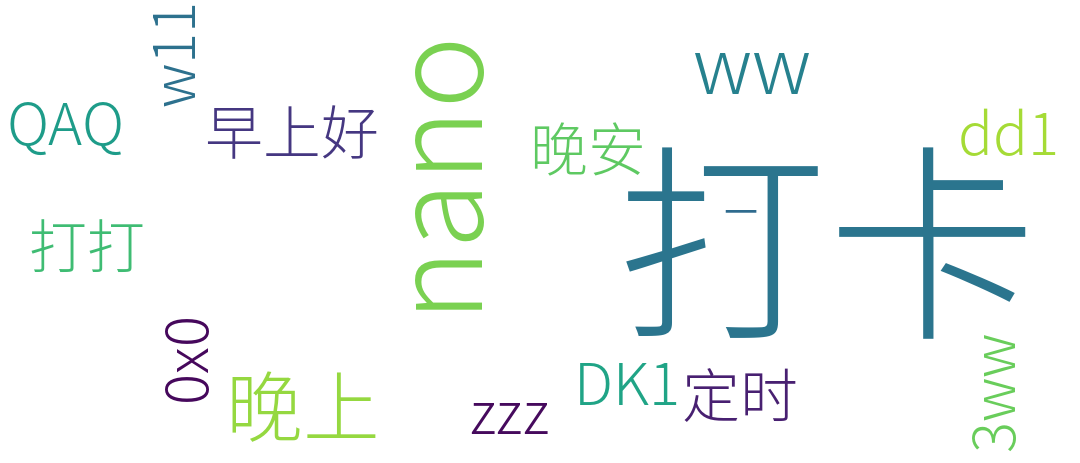 w11
QAQ
早上好
nano
ww
晚安
dd1
打卡
一
打打
0x0
晚上
zzz
DK1
定时
3ww